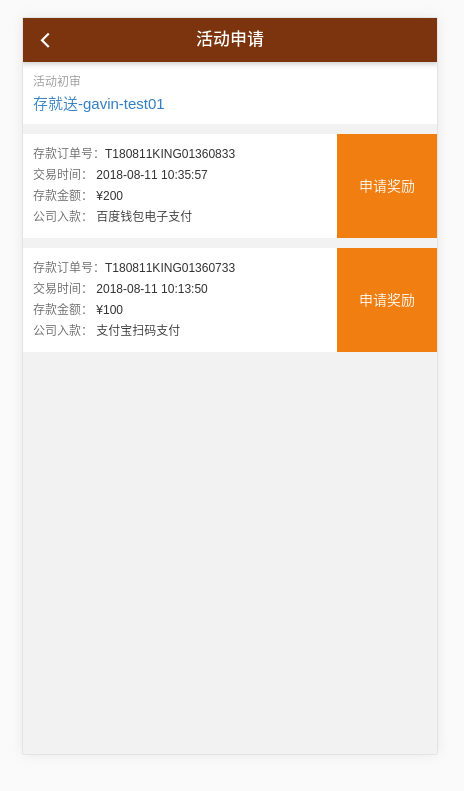 活动申请
活动初审
存就送-gavin-test01
存款订单号: T180811KING01360833
交易时间: 2018-08-11 10:35:57
存款金额: ¥200
公司入款: 百度钱包电子支付
申请奖励
存款订单号: T180811KING01360733
交易时间: 2018-08-11 10:13:50
存款金额: ¥100
公司入款: 支付宝扫码支付
申请奖励